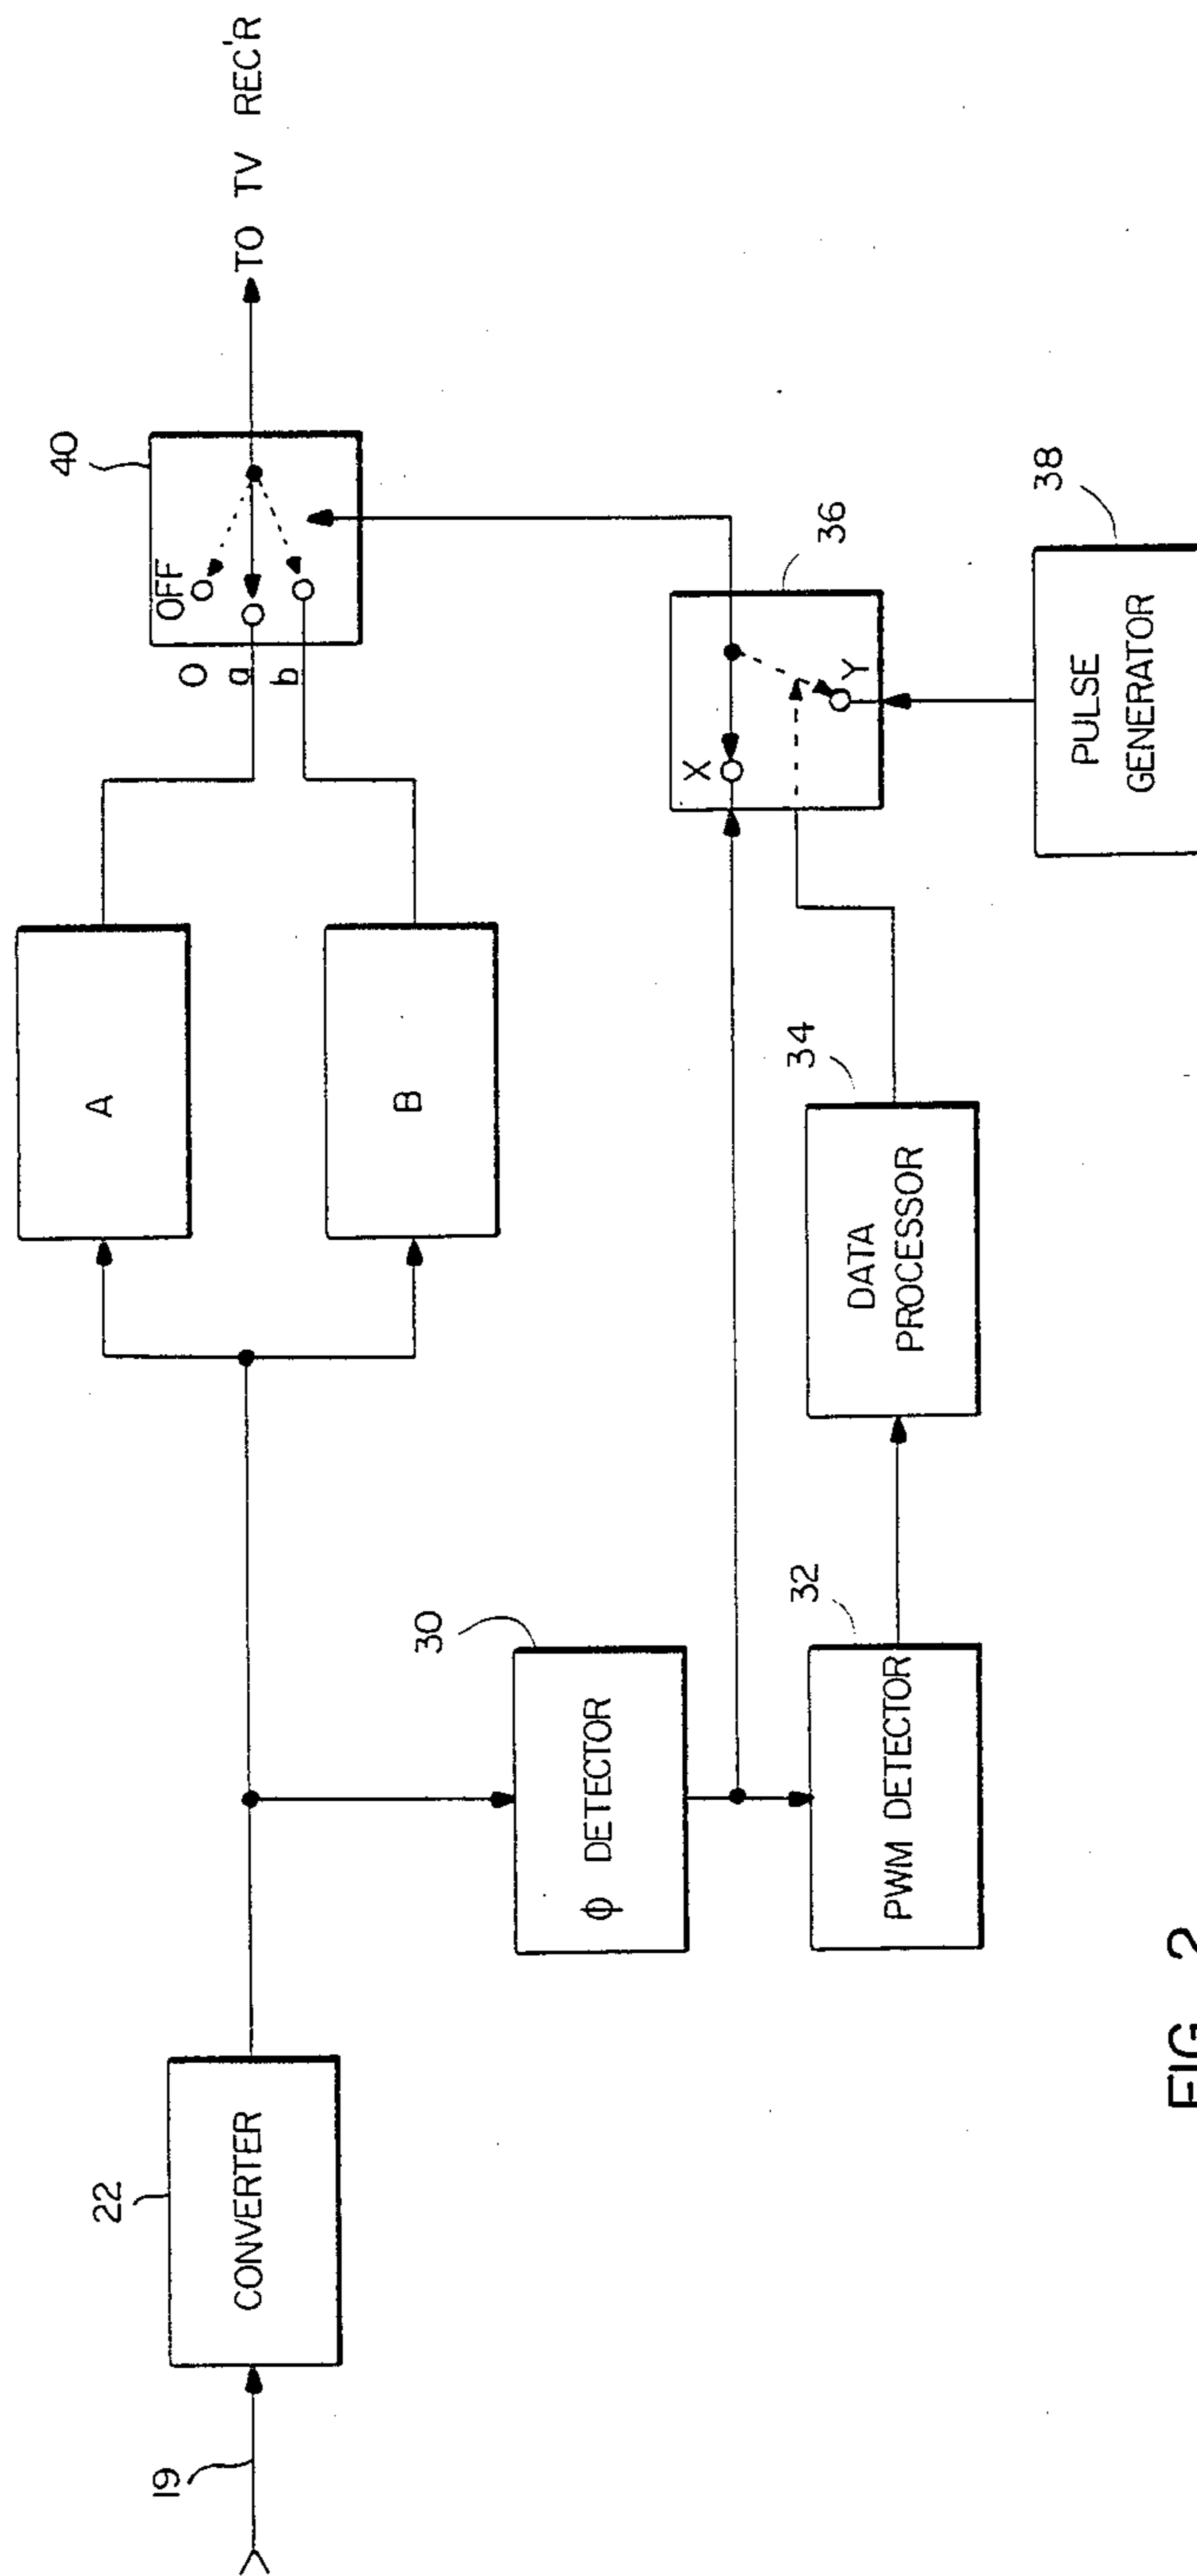 40
TO TV REC'R
OFF
O
a
b
A
B
22
CONVERTER
19
30
ϕ DETECTOR
36
X
Y
34
DATA
PROCESSOR
32
PWM DETECTOR
38
PULSE
GENERATOR
FIG. 2